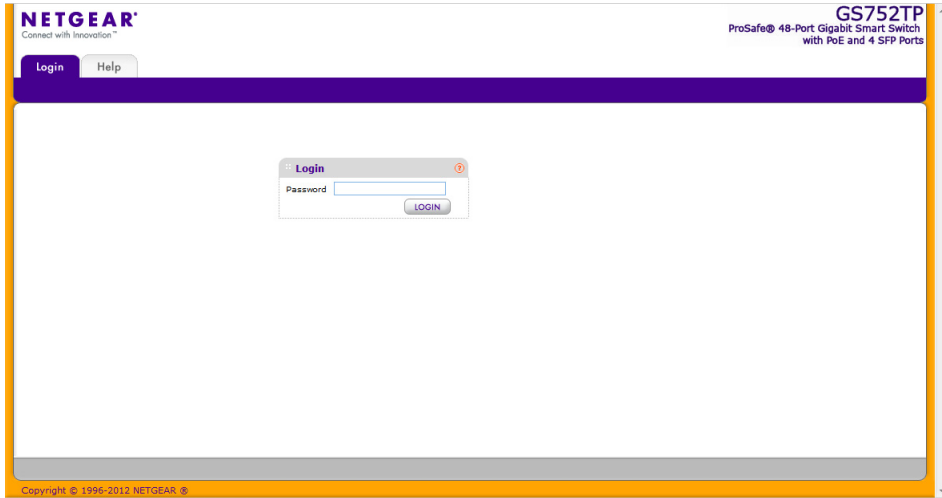 NETGEAR®
Connect with Innovation™
GS752TP
ProSafe® 48-Port Gigabit Smart Switch
with PoE and 4 SFP Ports
Login
Help
Login
Password
LOGIN
Copyright © 1996-2012 NETGEAR ®